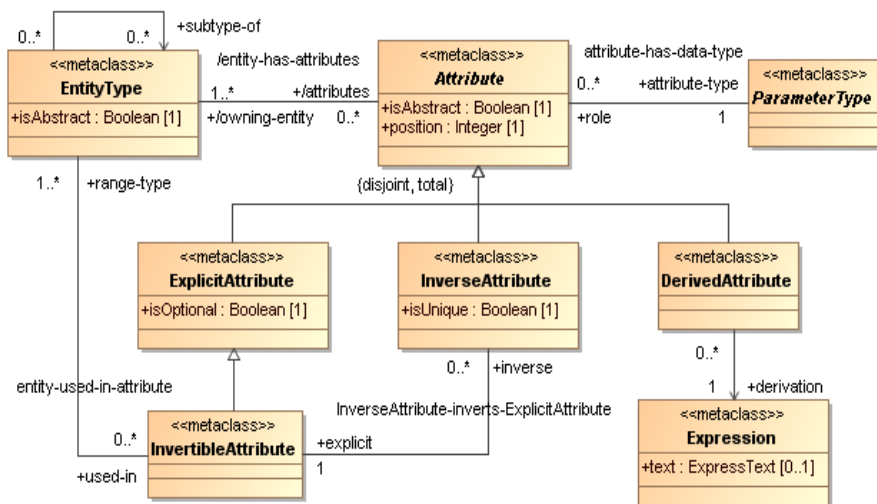 +subtype-of
0..*
0..*
<<metaclass>>
EntityType
+isAbstract : Boolean [1]
/entity-has-attributes
1..*
+/attributes
+/owning-entity
0..*
<<metaclass>>
Attribute
+isAbstract : Boolean [1]
+position : Integer [1]
attribute-has-data-type
0..*
+attribute-type
+role
1
<<metaclass>>
ParameterType
1..*
+range-type
{disjoint, total}
<<metaclass>>
ExplicitAttribute
+isOptional : Boolean [1]
<<metaclass>>
InverseAttribute
+isUnique : Boolean [1]
<<metaclass>>
DerivedAttribute
0..*
+inverse
0..*
1
+derivation
entity-used-in-attribute
InverseAttribute-inverts-ExplicitAttribute
0..*
+used-in
<<metaclass>>
InvertibleAttribute
+explicit
1
<<metaclass>>
Expression
+text : ExpressText [0..1]